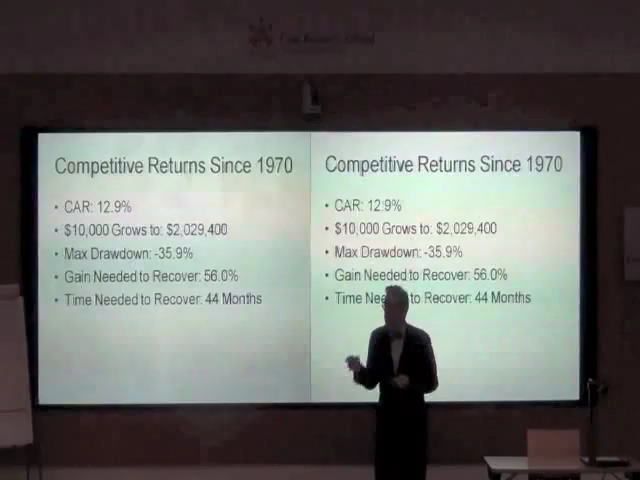 Competitive Returns Since 1970
• CAR: 12.9%
• $10,000 Grows to: $2,029,400
• Max Drawdown: -35.9%
• Gain Needed to Recover: 56.0%
• Time Needed to Recover: 44 Months
Competitive Returns Since 1970
• CAR: 12.9%
• $10,000 Grows to: $2,029,400
• Max Drawdown: -35.9%
• Gain Needed to Recover: 56.0%
• Time Nee to Recover: 44 Months